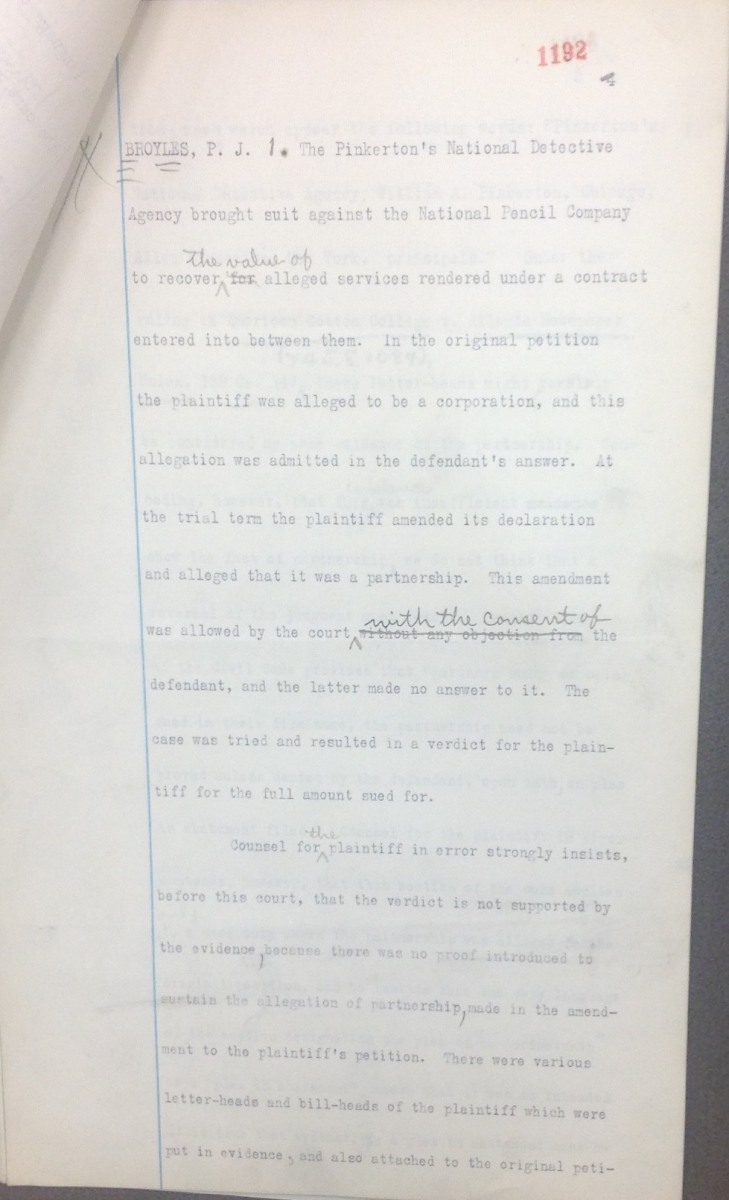 1192
BROYLES, P. J. 1. The Pinkerton's National Detective
Agency brought suit against the National Pencil Company
the value of
to recover for alleged services rendered under a contract
entered into between them. In the original petition
the plaintiff was alleged to be a corporation, and this
allegation was admitted in the defendant's answer. At
the trial term the plaintiff amended its declaration
and alleged that it was a partnership. This amendment
with the consent of
was allowed by the court, without any objection from the
defendant, and the latter made no answer to it. The
case was tried and resulted in a verdict for the plain-
tiff for the full amount sued for.
the
Counsel for plaintiff in error strongly insists,
before this court, that the verdict is not supported by
the evidence, because there was no proof introduced to
sustain the allegation of partnership, made in the amend-
ment to the plaintiff's petition. There were various
letter-heads and bill-heads of the plaintiff which were
put in evidence, and also attached to the original peti-